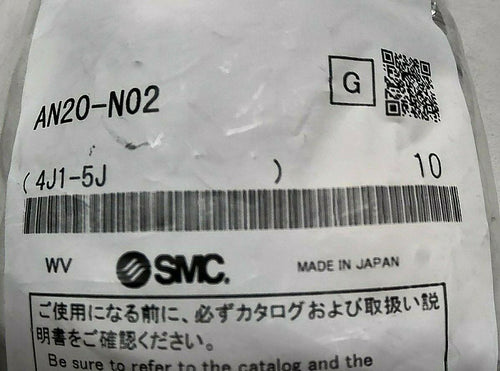 AN20-N02
G
(4J1-5J ) 10
WV SMC. MADE IN JAPAN
ご使用になる前に、必ずカタログおよび取扱い説
明書をご確認ください。
Be sure to refer to the catalog and the